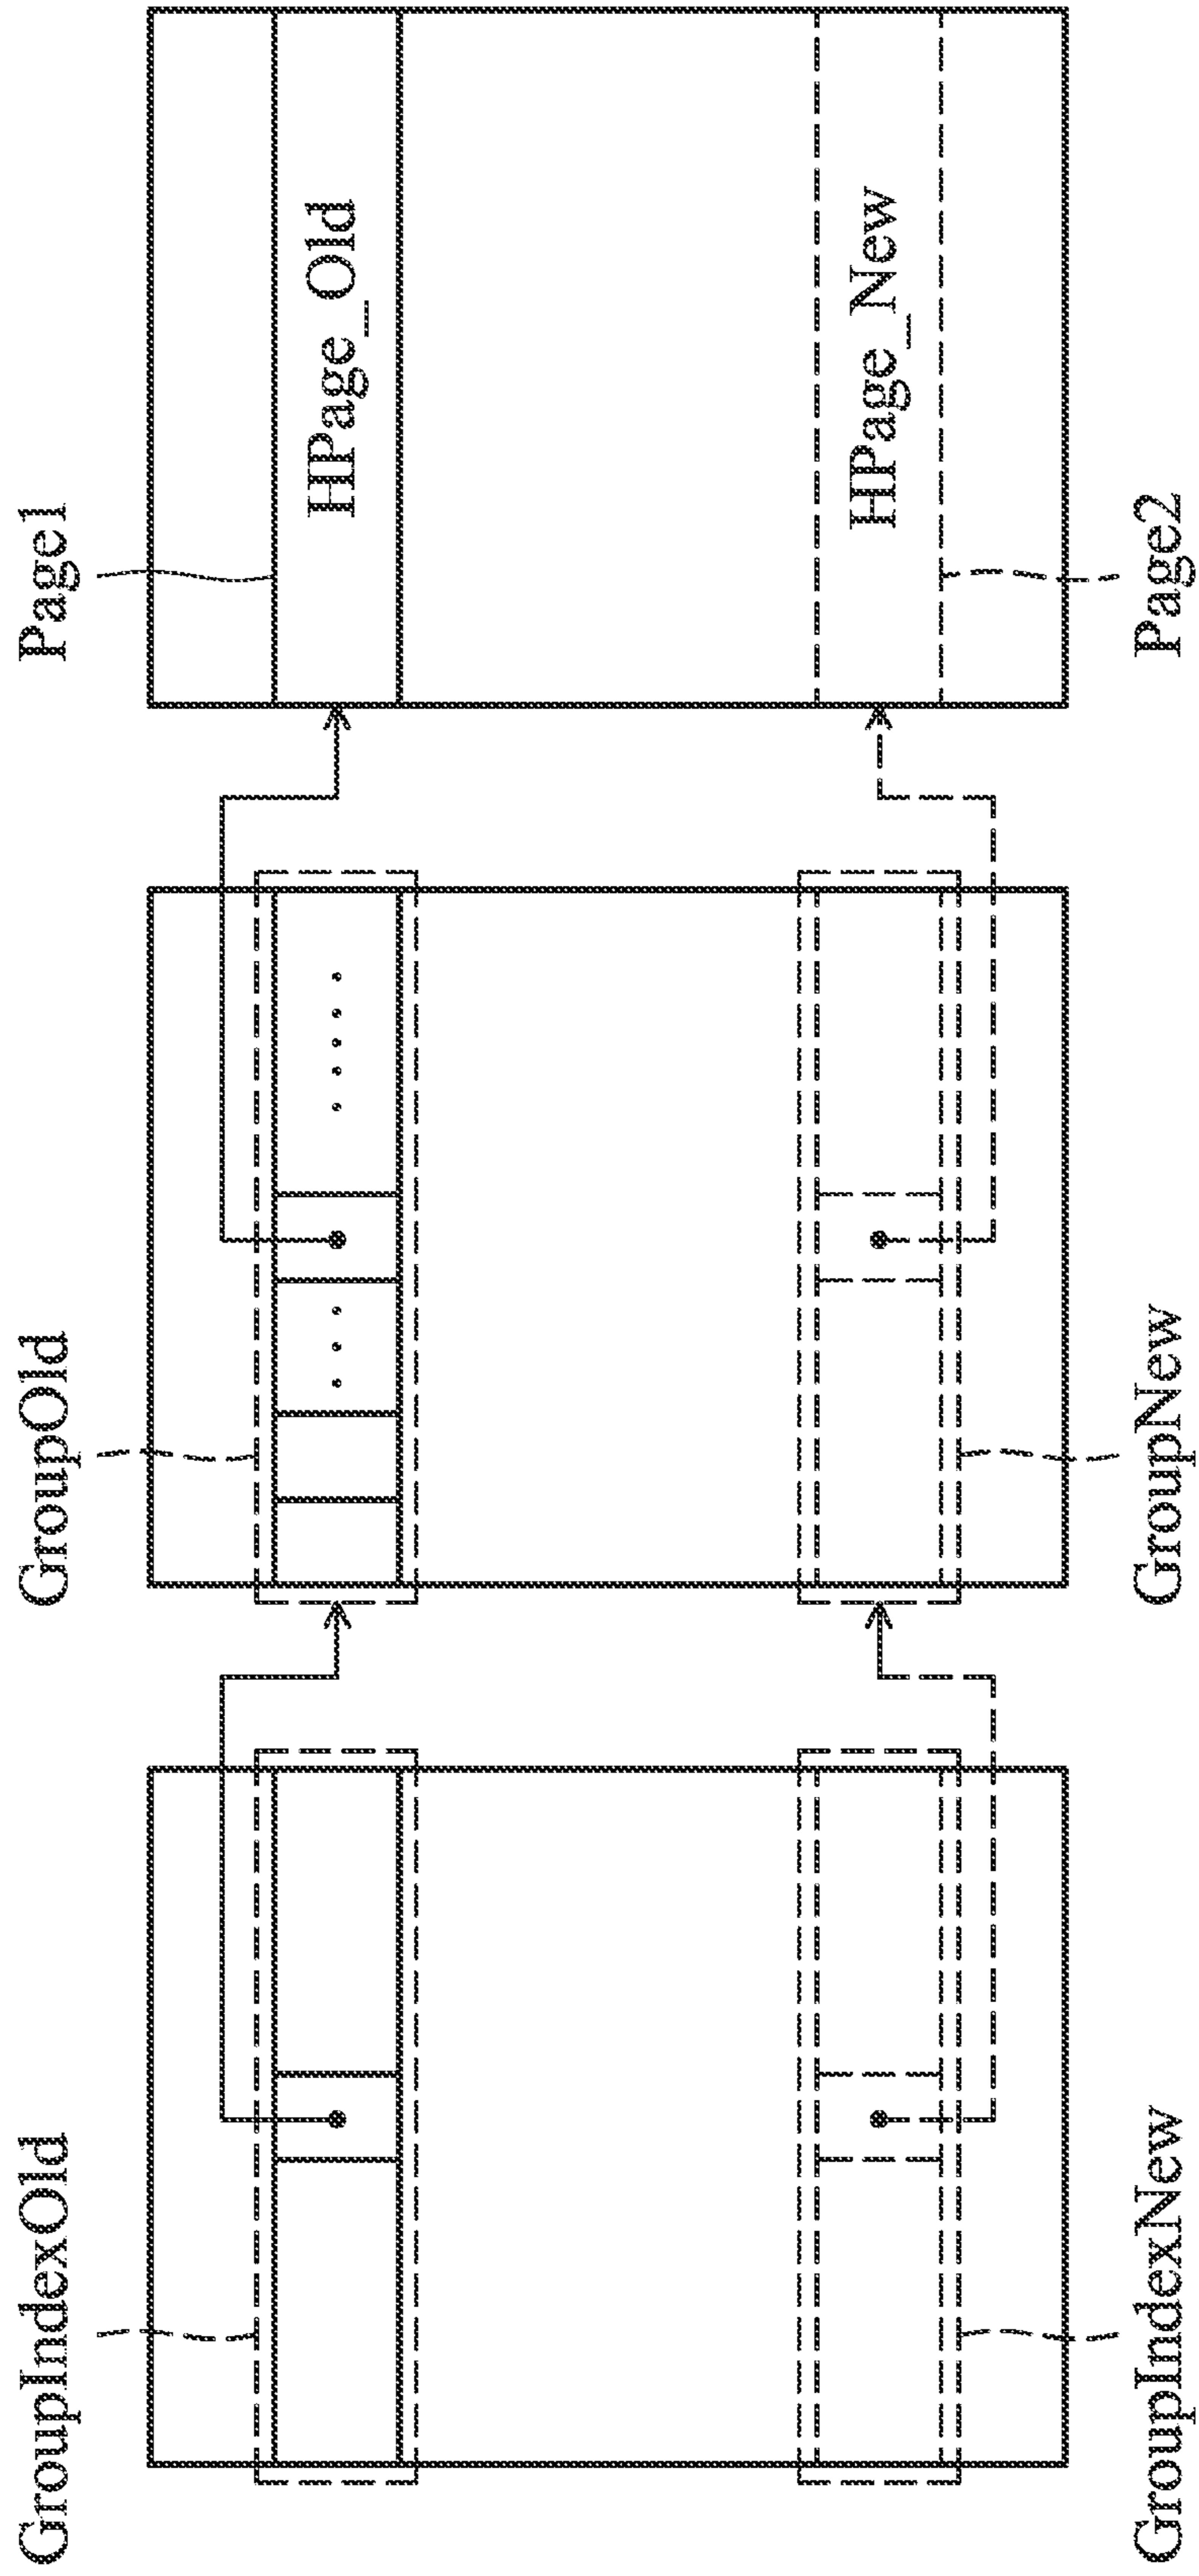 GroupIndexOld
GroupOld
Page1
HPage_Old
HPage_New
GroupIndexNew
GroupNew
Page2